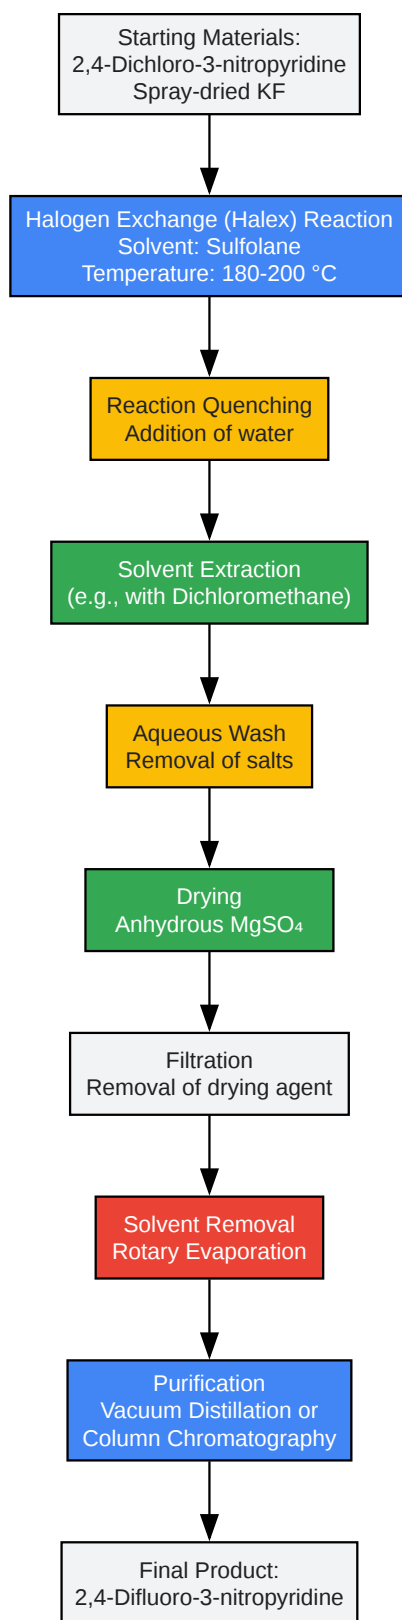 Starting Materials:
2,4-Dichloro-3-nitropyridine
Spray-dried KF
Halogen Exchange (Halex) Reaction
Solvent: Sulfolane
Temperature: 180-200 °C
Reaction Quenching
Addition of water
Solvent Extraction
(e.g., with Dichloromethane)
Aqueous Wash
Removal of salts
Drying
Anhydrous MgSO₄
Filtration
Removal of drying agent
Solvent Removal
Rotary Evaporation
Purification
Vacuum Distillation or
Column Chromatography
Final Product:
2,4-Difluoro-3-nitropyridine